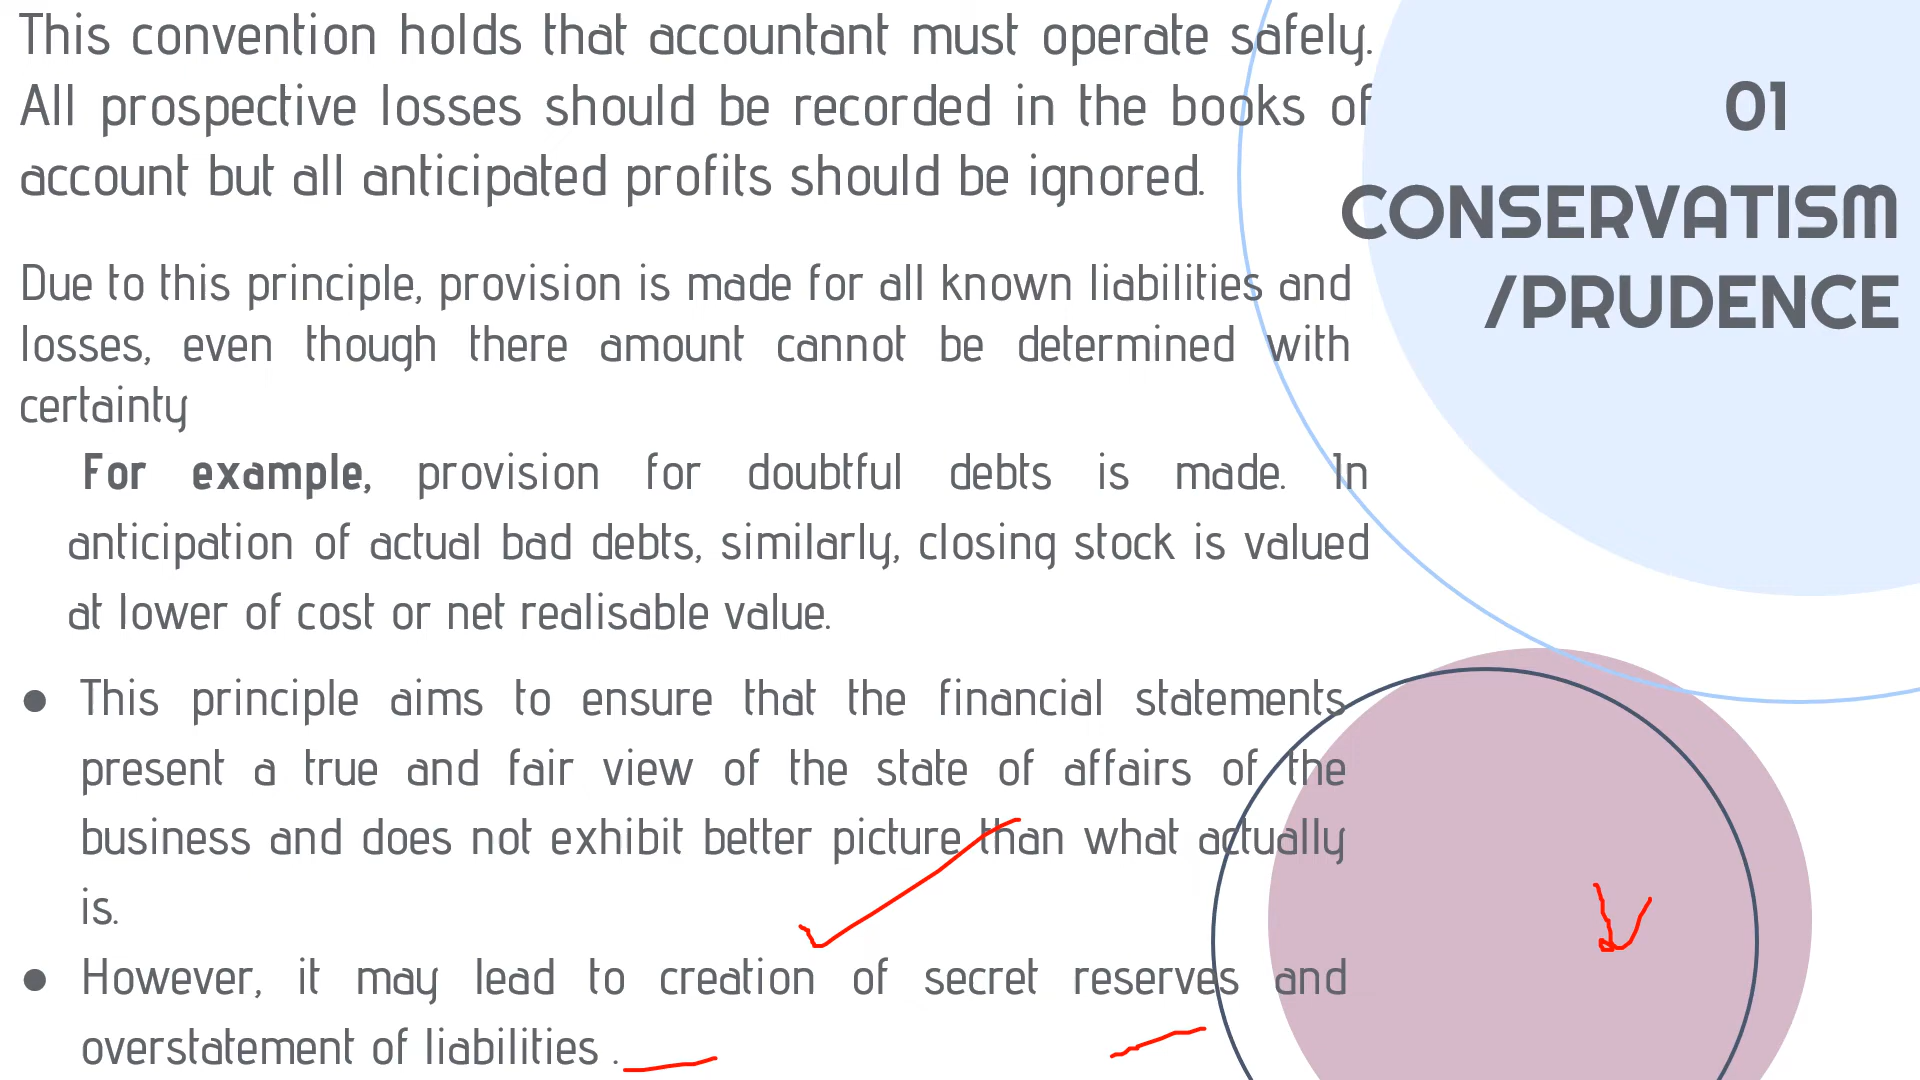 This convention holds that accountant must operate safely.
All prospective losses should be recorded in the books of
account but all anticipated profits should be ignored.
01
CONSERVATISM
/PRUDENCE
Due to this principle, provision is made for all known liabilities and
losses, even though there amount cannot be determined with
certainty
For example, provision for doubtful debts is made. In
anticipation of actual bad debts, similarly, closing stock is valued
at lower of cost or net realisable value.
● This principle aims to ensure that the financial statements
present a true and fair view of the state of affairs of the
business and does not exhibit better picture than what actually
is.
● However, it may lead to creation of secret reserves and
overstatement of liabilities .